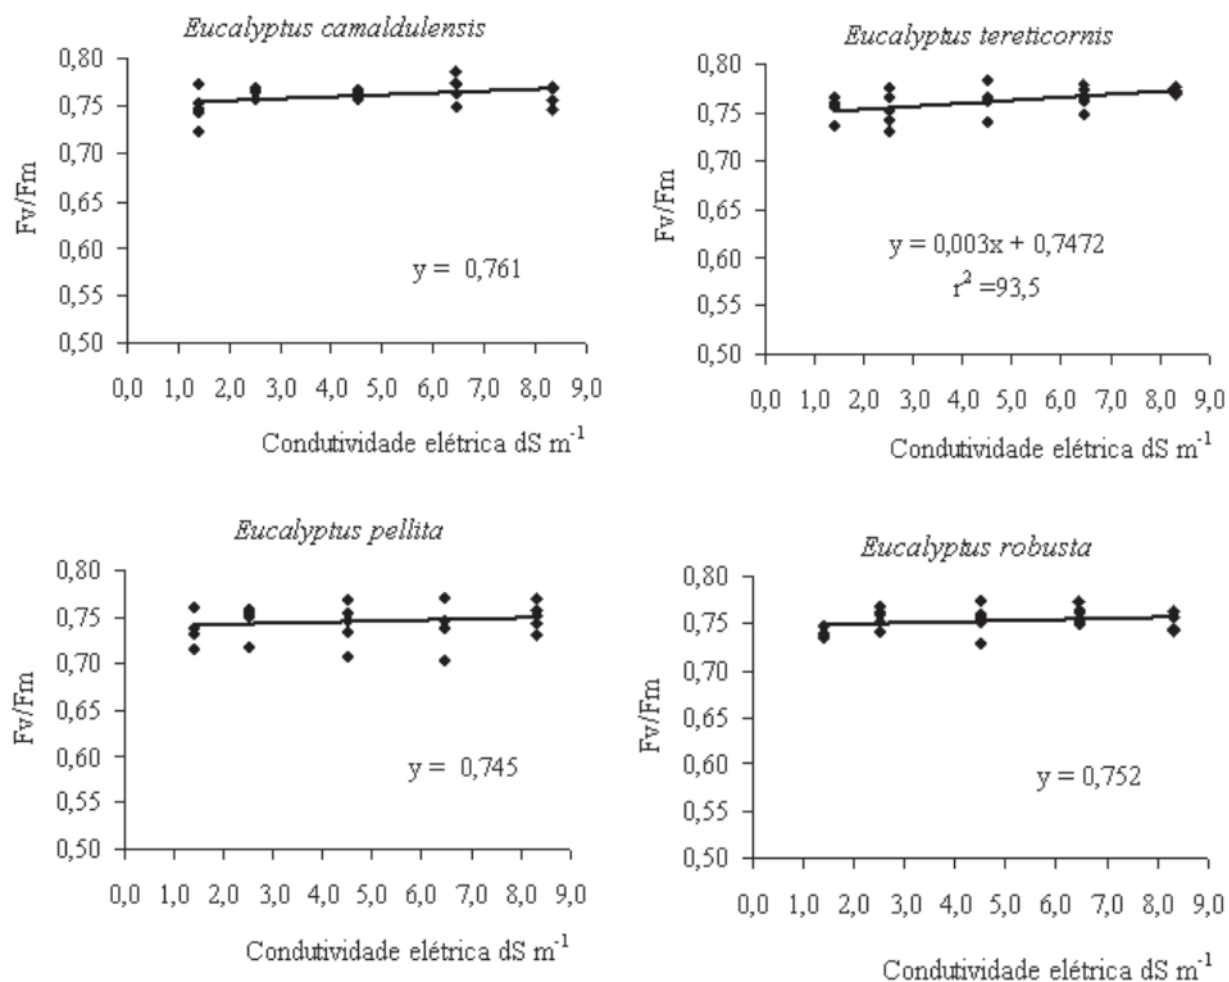 Eucalyptus camaldulensis
0,80
0,75
0,70
0,65
0,60
0,55
0,50
Fv/Fm
y = 0,761
0,0 1,0 2,0 3,0 4,0 5,0 6,0 7,0 8,0 9,0
Condutividade elétrica dS m⁻¹
Eucalyptus tereticornis
0,80
0,75
0,70
0,65
0,60
0,55
0,50
Fv/Fm
y = 0,003x + 0,7472
r² =93,5
0,0 1,0 2,0 3,0 4,0 5,0 6,0 7,0 8,0 9,0
Condutividade elétrica dS m⁻¹
Eucalyptus pellita
0,80
0,75
0,70
0,65
0,60
0,55
0,50
Fv/Fm
y = 0,745
0,0 1,0 2,0 3,0 4,0 5,0 6,0 7,0 8,0 9,0
Condutividade elétrica dS m⁻¹
Eucalyptus robusta
0,80
0,75
0,70
0,65
0,60
0,55
0,50
Fv/Fm
y = 0,752
0,0 1,0 2,0 3,0 4,0 5,0 6,0 7,0 8,0 9,0
Condutividade elétrica dS m⁻¹